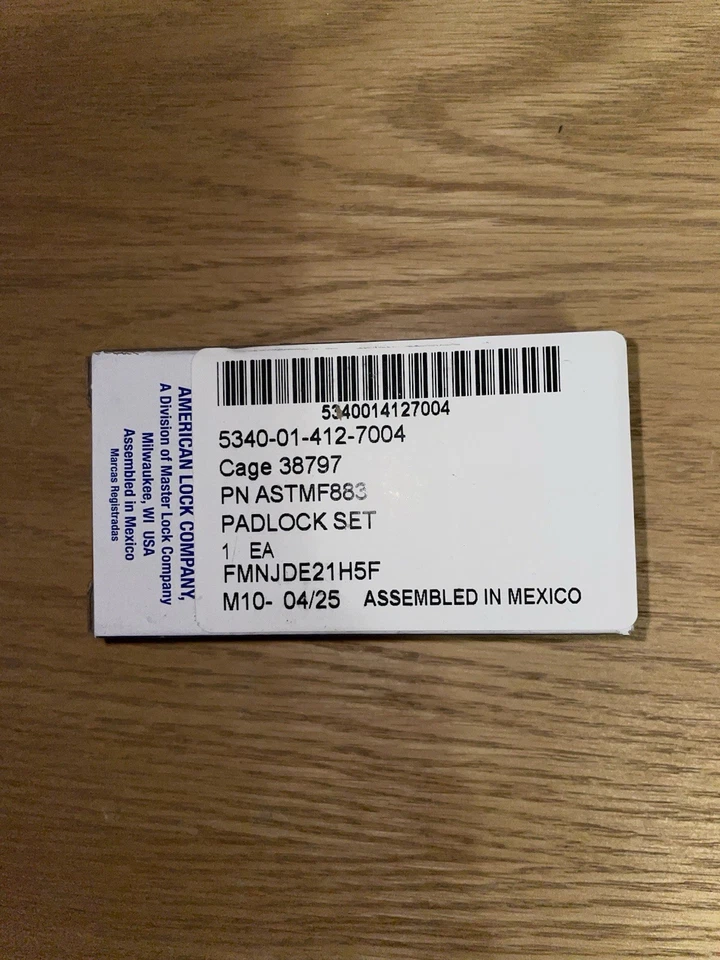 AMERICAN LOCK COMPANY,
A Division of Master Lock Company
Milwaukee, WI USA
Assembled in Mexico
Marcas Registradas
5340014127004
5340-01-412-7004
Cage 38797
PN ASTMF883
PADLOCK SET
1 EA
FMNJDE21H5F
M10- 04/25 ASSEMBLED IN MEXICO